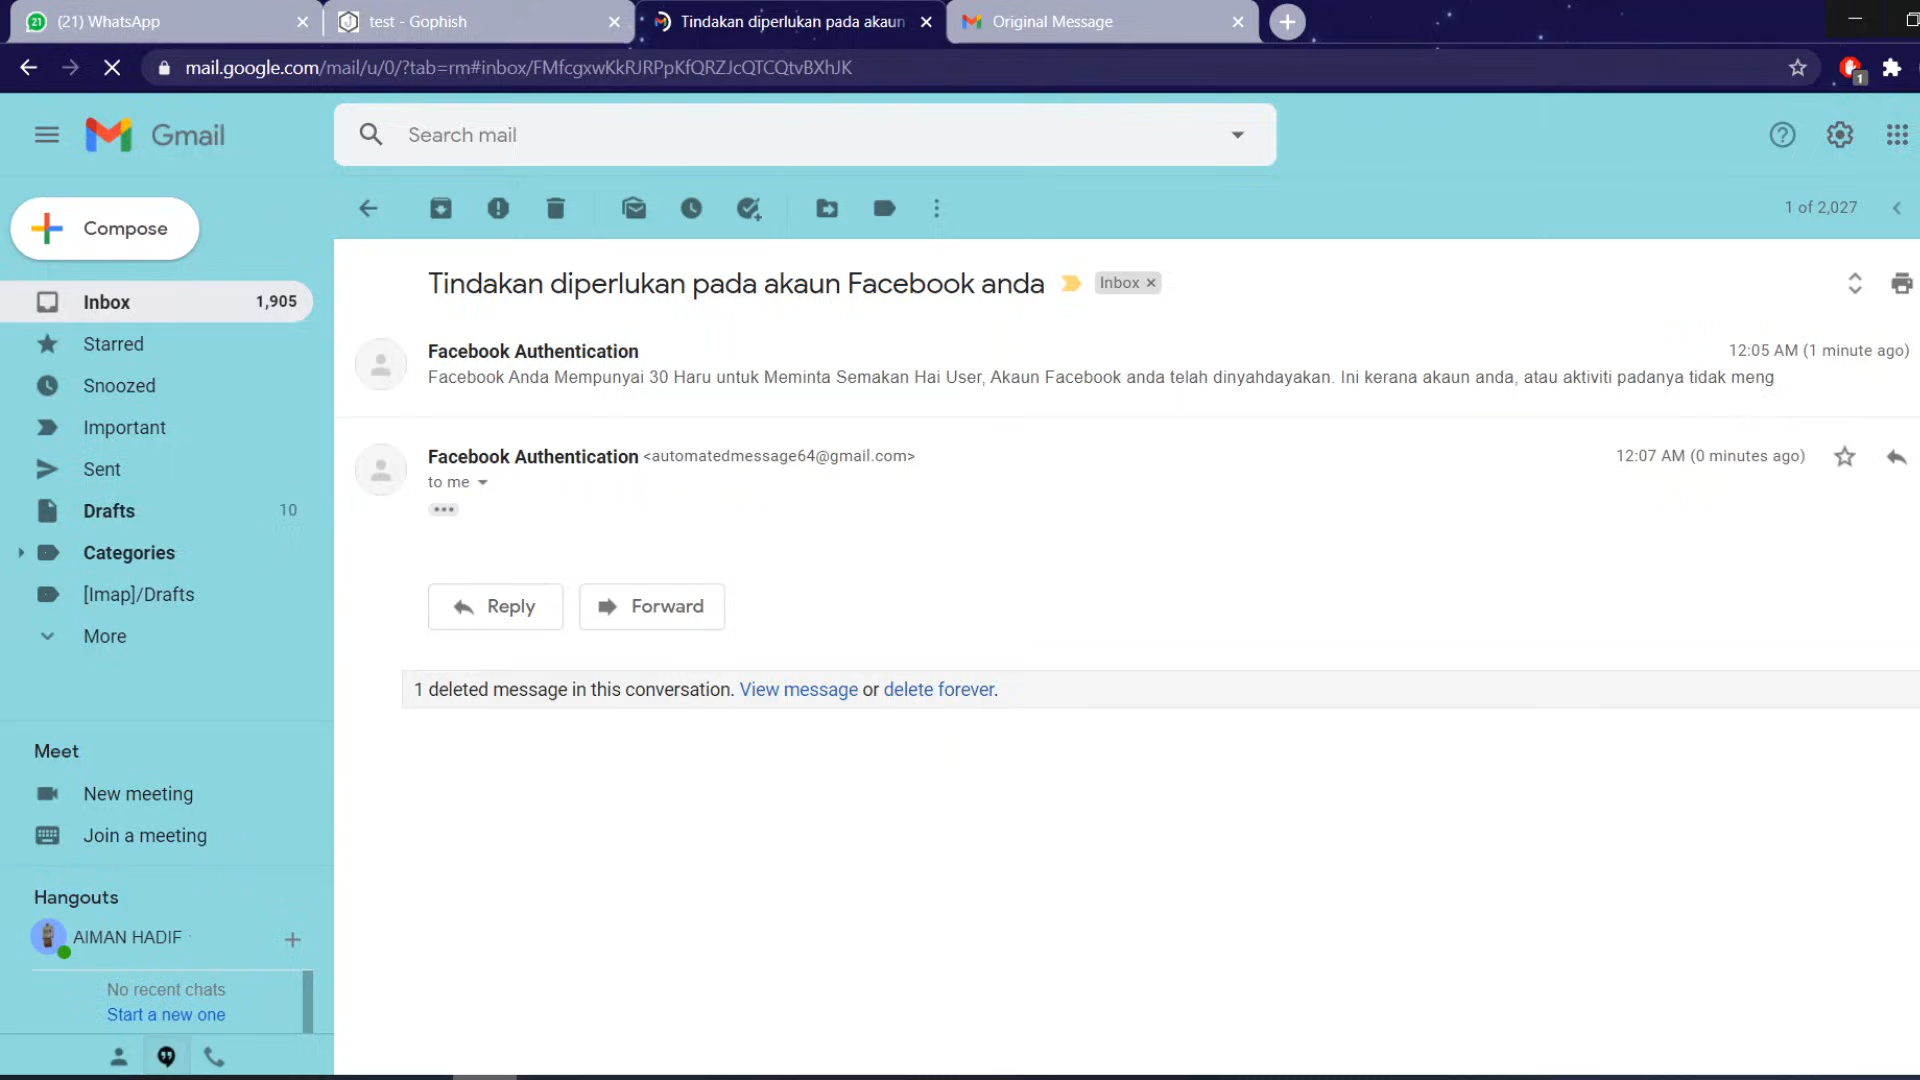 (21) WhatsApp
test - Gophish
Tindakan diperlukan pada akaun
Original Message
mail.google.com/mail/u/0/?tab=rm#inbox/FMfcgxwKkRJRPpKfQRZJcQTCQtvBXhJK
1
Gmail
Search mail
Compose
1 of 2,027
Tindakan diperlukan pada akaun Facebook anda
Inbox
Inbox 1,905
Starred
Snoozed
Important
Sent
Drafts 10
Categories
[Imap]/Drafts
More
Facebook Authentication
12:05 AM (1 minute ago)
Facebook Anda Mempunyai 30 Haru untuk Meminta Semakan Hai User, Akaun Facebook anda telah dinyahdayakan. Ini kerana akaun anda, atau aktiviti padanya tidak meng
Facebook Authentication <automatedmessage64@gmail.com>
12:07 AM (0 minutes ago)
to me
Reply
Forward
1 deleted message in this conversation. View message or delete forever.
Meet
New meeting
Join a meeting
Hangouts
AIMAN HADIF
No recent chats
Start a new one